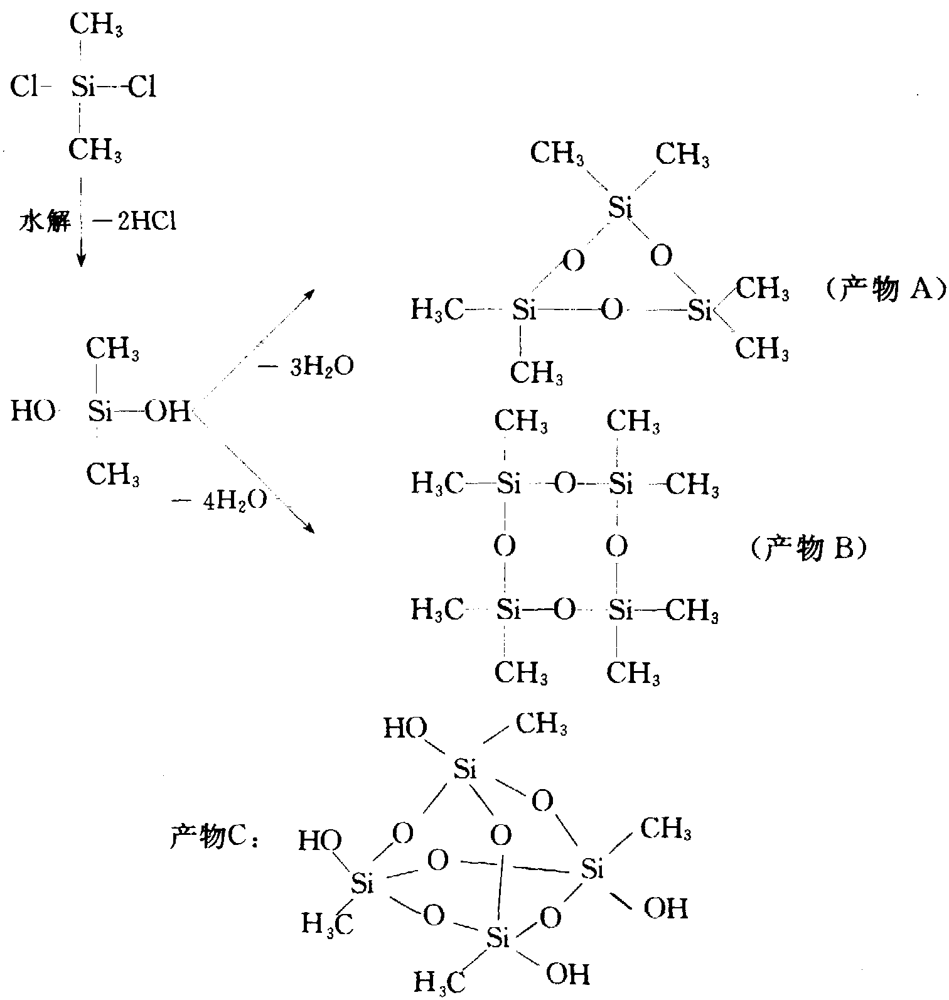 CH₃
Cl- Si—Cl
CH₃
水解 -2HCl
CH₃
HO Si—OH
CH₃
- 3H₂O
- 4H₂O
CH₃ CH₃
Si
O O
H₃C—Si—O—Si CH₃ (产物 A)
CH₃ CH₃
CH₃ CH₃
H₃C—Si—O—Si—CH₃
O O (产物 B)
H₃C—Si—O—Si—CH₃
CH₃ CH₃
HO CH₃
Si
O
产物C: HO O O CH₃
O
Si Si
H₃C O O OH
Si
H₃C OH